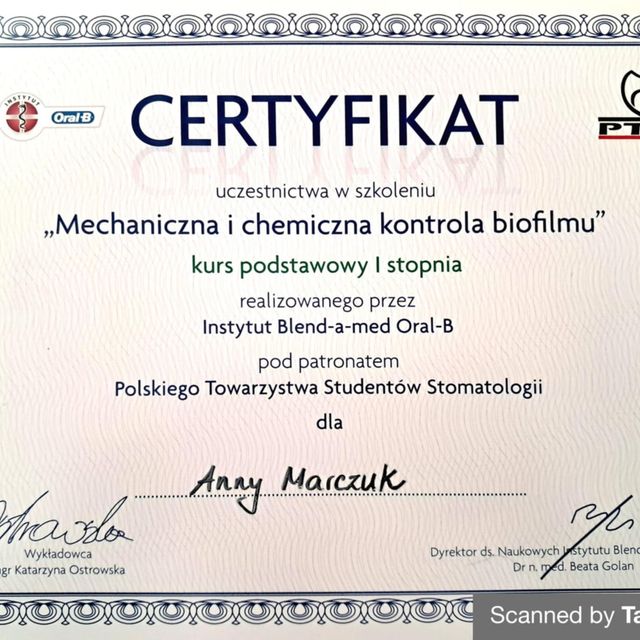 INSTYTUT
Oral-B
CERTYFIKAT
uczestnictwa w szkoleniu
„Mechaniczna i chemiczna kontrola biofilmu”
kurs podstawowy I stopnia
realizowanego przez
Instytut Blend-a-med Oral-B
pod patronatem
Polskiego Towarzystwa Studentów Stomatologii
dla
Anny Marczuk
Wykładowca
mgr Katarzyna Ostrowska
Dyrektor ds. Naukowych Instytutu Blend
Dr n. med. Beata Golan
Scanned by